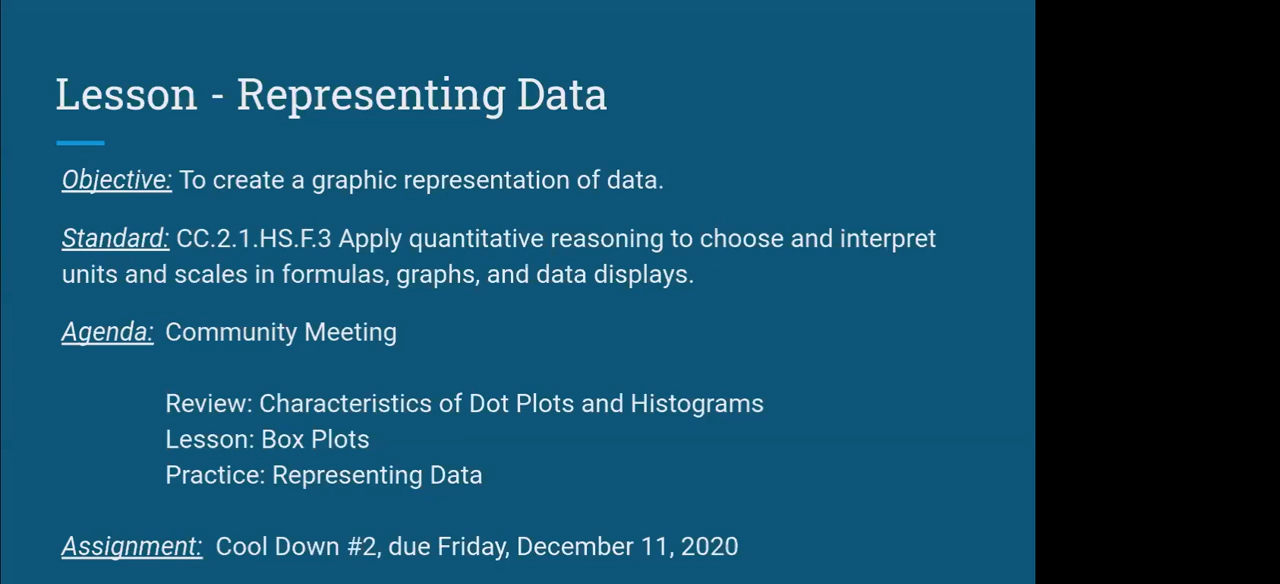 Lesson - Representing Data
Objective: To create a graphic representation of data.
Standard: CC.2.1.HS.F.3 Apply quantitative reasoning to choose and interpret
units and scales in formulas, graphs, and data displays.
Agenda: Community Meeting
Review: Characteristics of Dot Plots and Histograms
Lesson: Box Plots
Practice: Representing Data
Assignment: Cool Down #2, due Friday, December 11, 2020